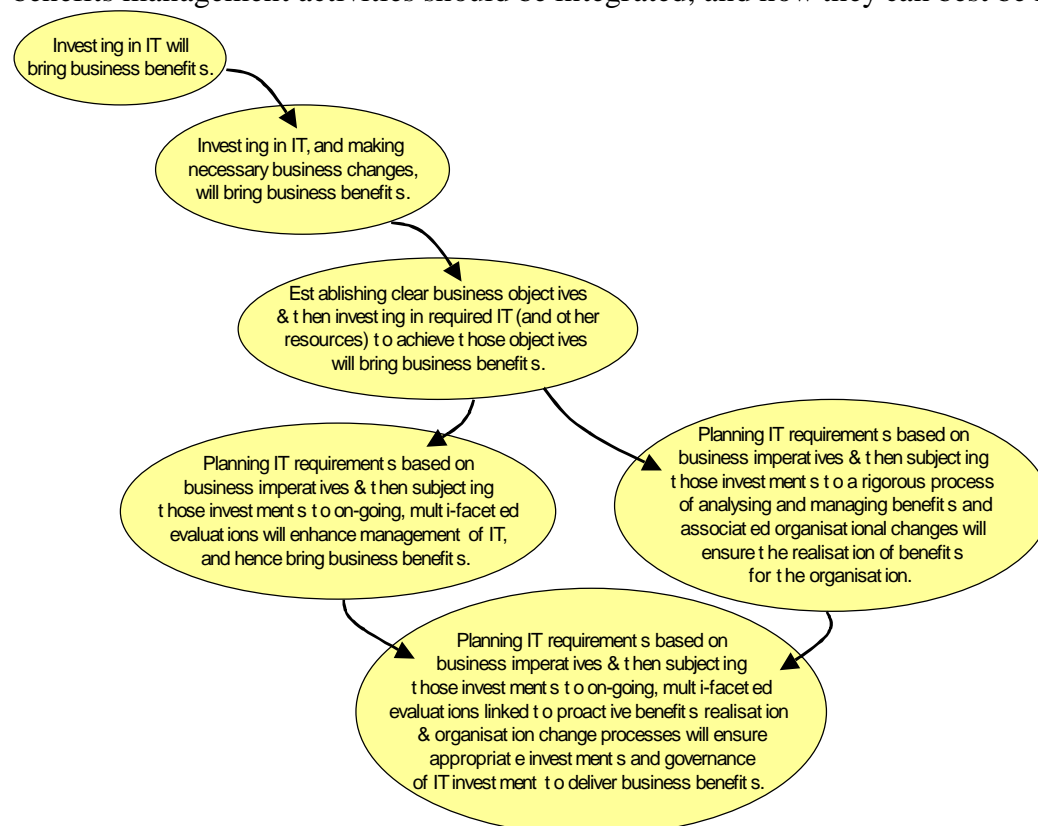 benefits management activities should be integrated, and how they can best be
Investing in IT will
bring business benefits.
Investing in IT, and making
necessary business changes,
will bring business benefits.
Establishing clear business objectives
& then investing in required IT (and other
resources) to achieve those objectives
will bring business benefits.
Planning IT requirements based on
business imperatives & then subjecting
those investments to on-going, multi-faceted
evaluations will enhance management of IT,
and hence bring business benefits.
Planning IT requirements based on
business imperatives & then subjecting
those investments to a rigorous process
of analysing and managing benefits and
associated organisational changes will
ensure the realisation of benefits
for the organisation.
Planning IT requirements based on
business imperatives & then subjecting
those investments to on-going, multi-faceted
evaluations linked to proactive benefits realisation
& organisation change processes will ensure
appropriate investments and governance
of IT investment to deliver business benefits.